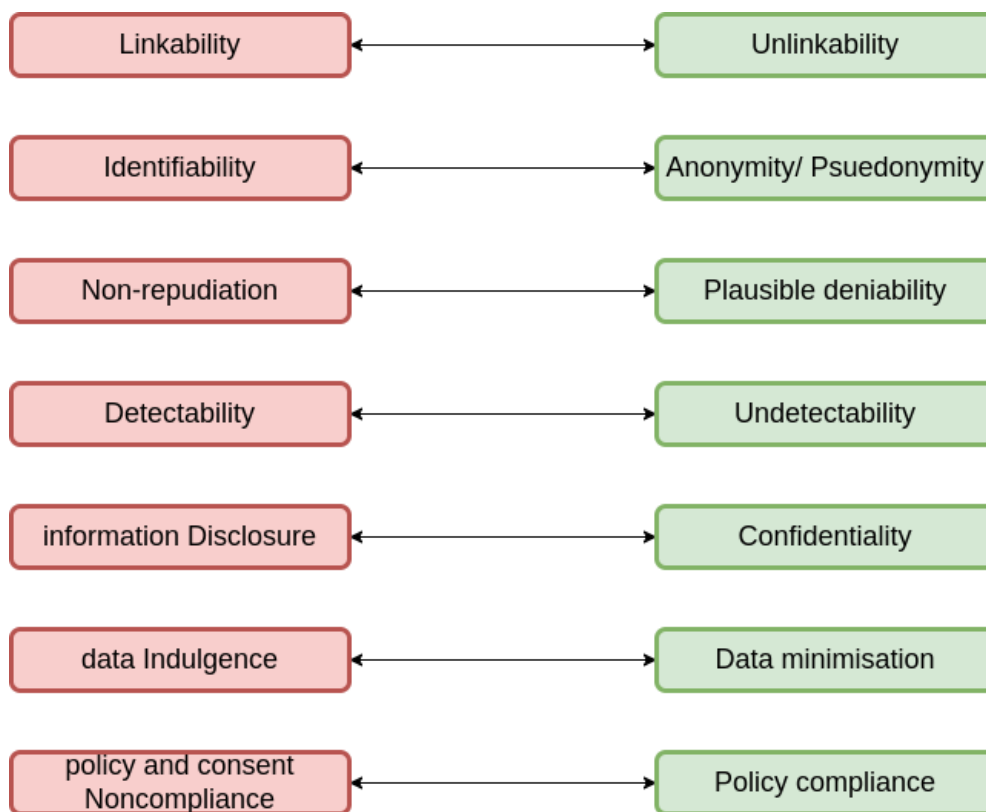 Linkability
Unlinkability
Identifiability
Anonymity/ Psuedonymity
Non-repudiation
Plausible deniability
Detectability
Undetectability
information Disclosure
Confidentiality
data Indulgence
Data minimisation
policy and consent
Noncompliance
Policy compliance